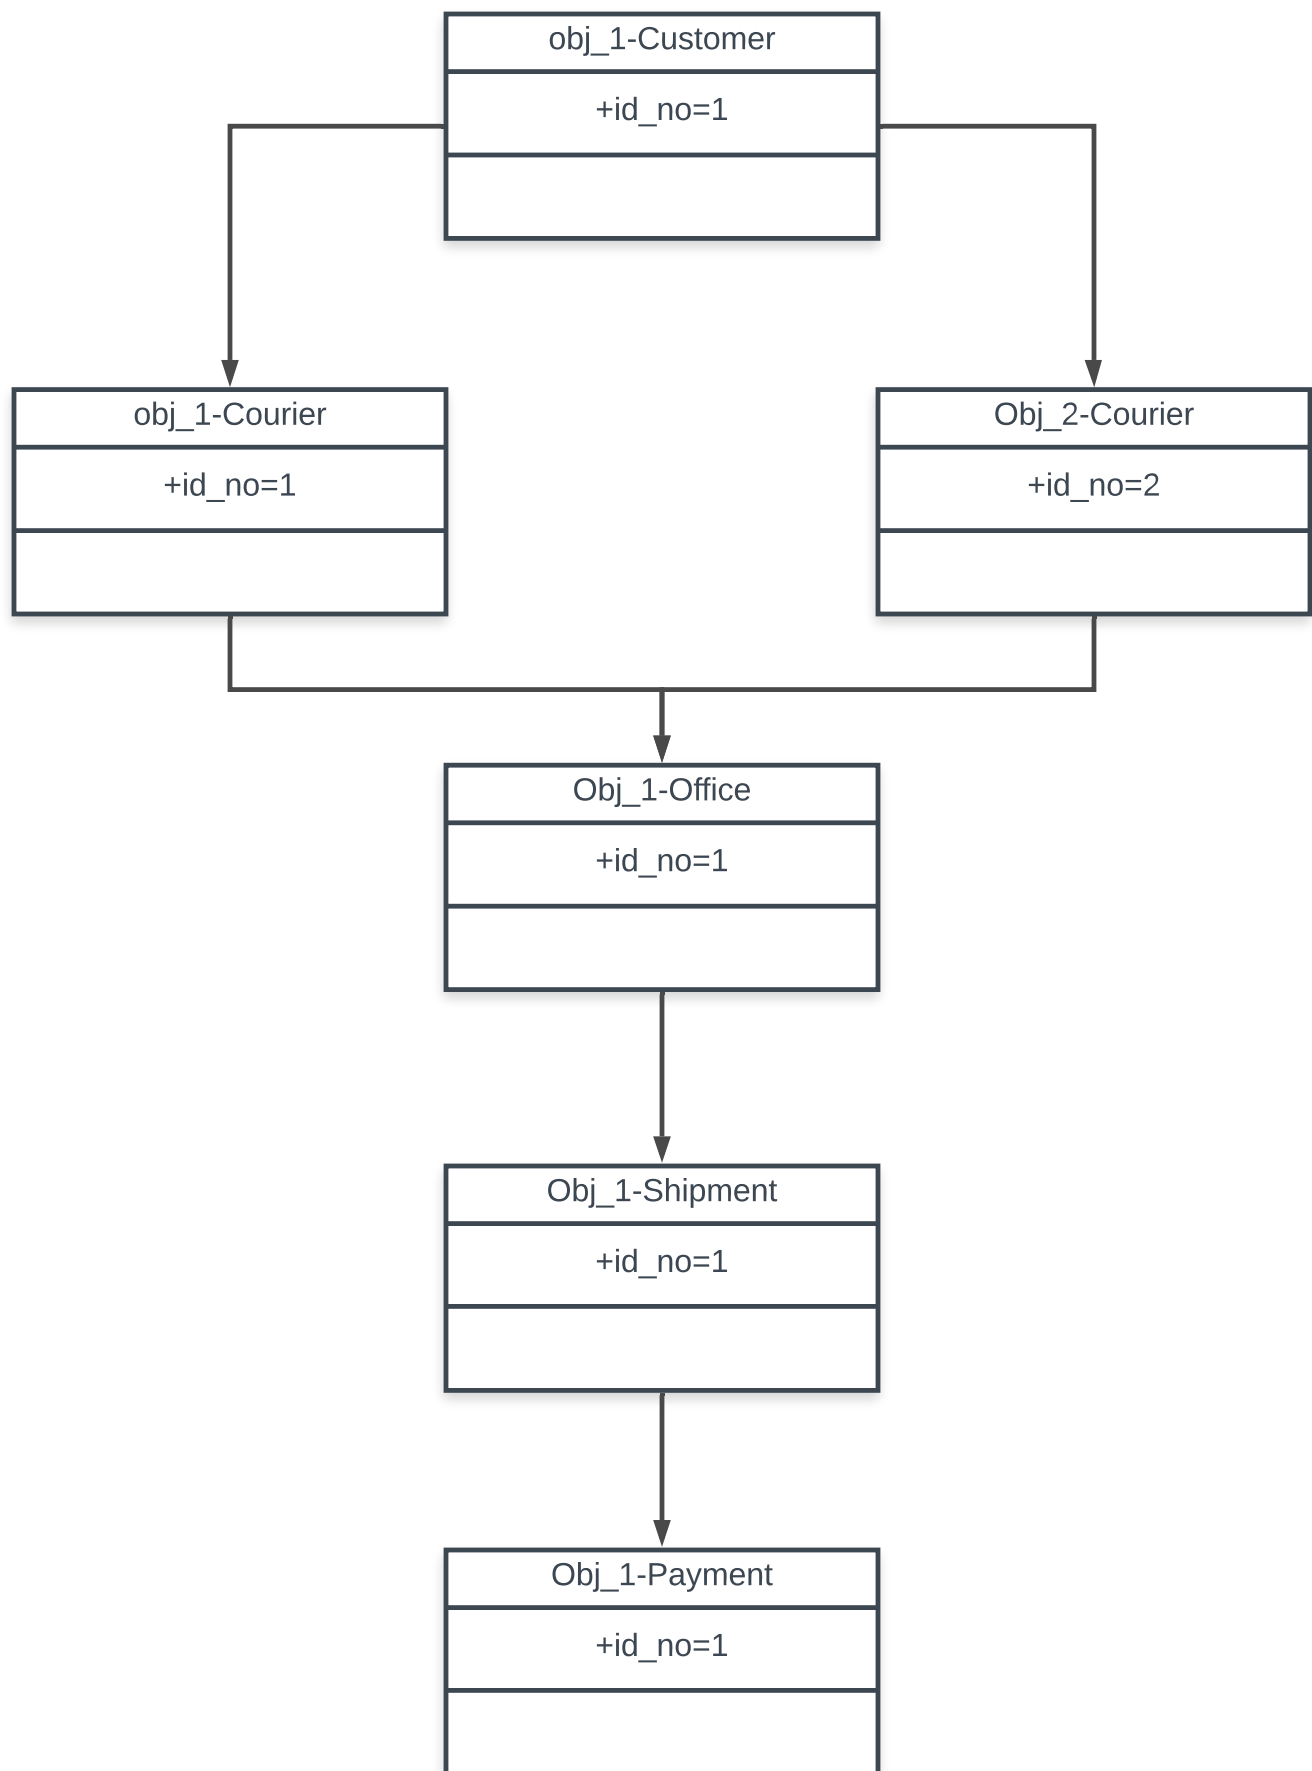 obj_1-Customer
+id_no=1
obj_1-Courier
+id_no=1
Obj_2-Courier
+id_no=2
Obj_1-Office
+id_no=1
Obj_1-Shipment
+id_no=1
Obj_1-Payment
+id_no=1